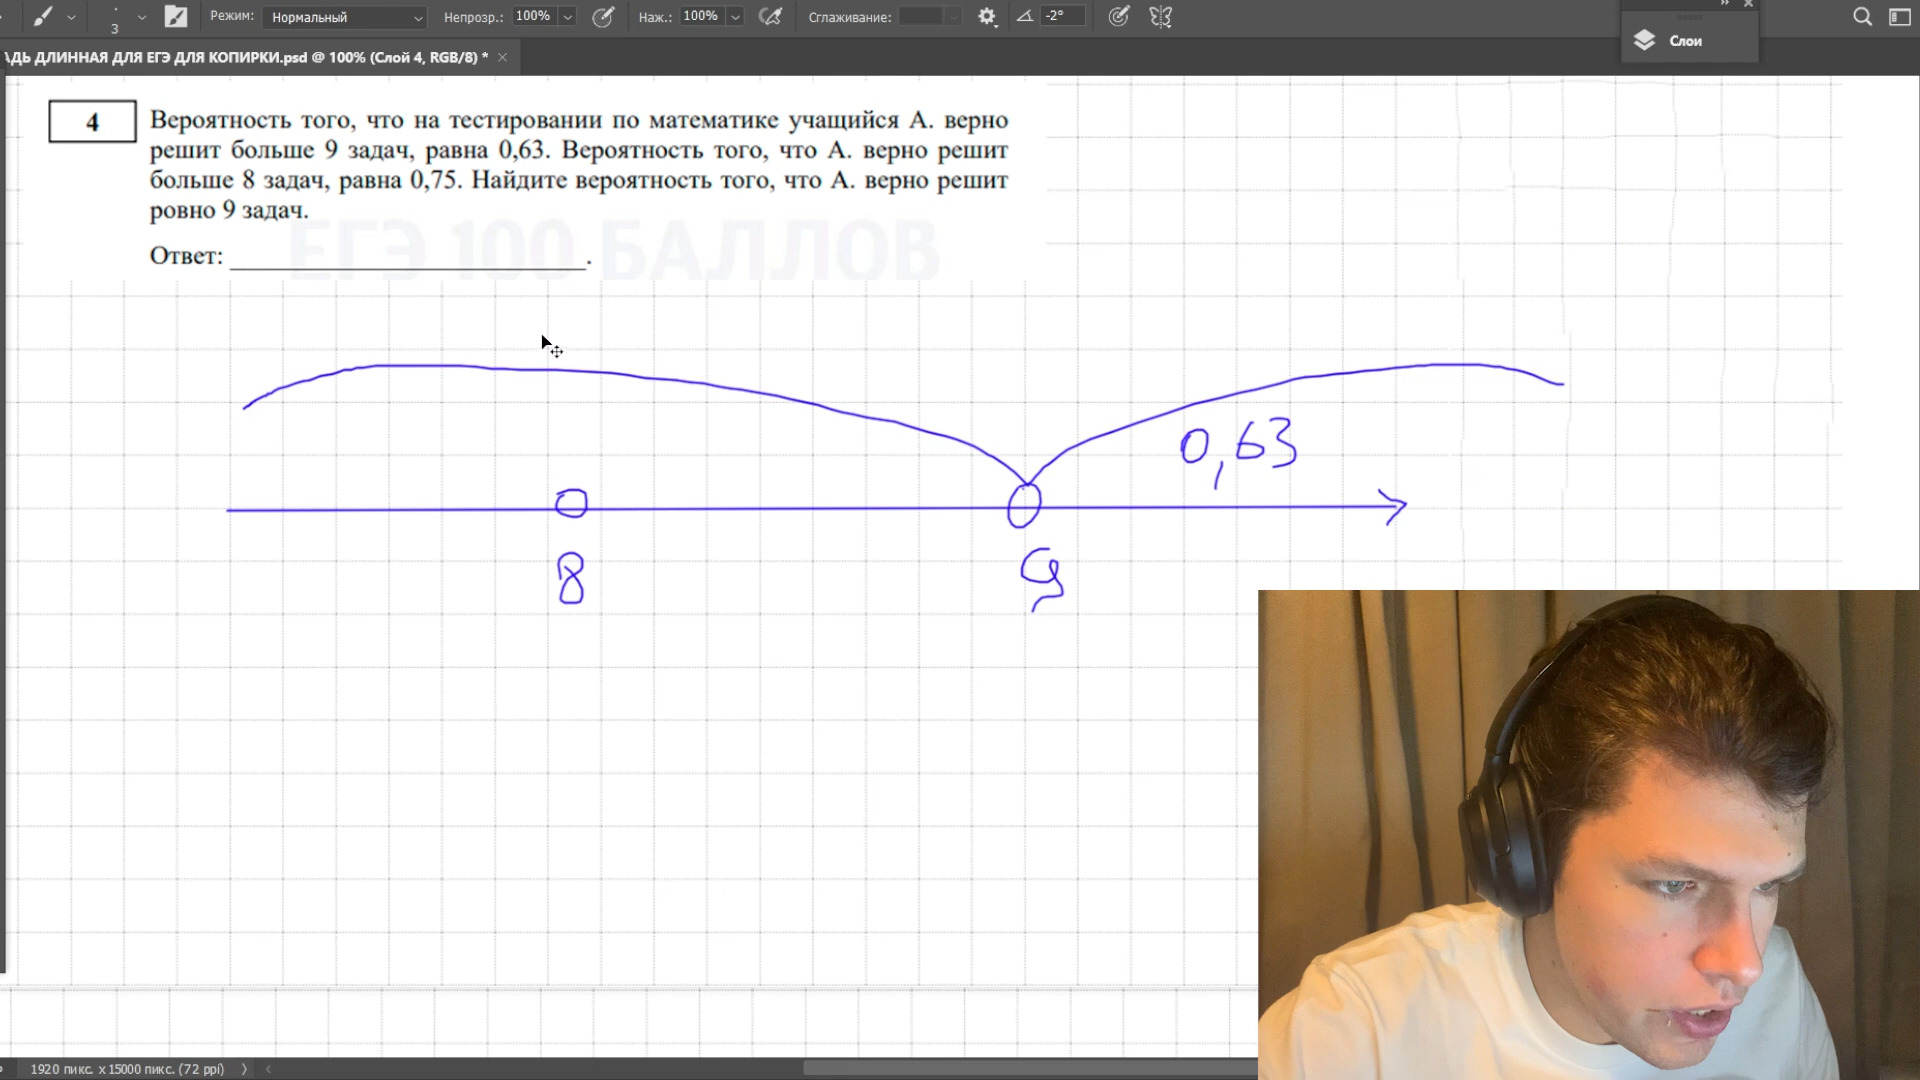 Режим: Нормальный Непрозр.: 100% Наж.: 100% Сглаживание: -2°
3
Слои
АДЬ ДЛИННАЯ ДЛЯ ЕГЭ ДЛЯ КОПИРКИ.psd @ 100% (Слой 4, RGB/8) *
4
Вероятность того, что на тестировании по математике учащийся А. верно
решит больше 9 задач, равна 0,63. Вероятность того, что А. верно решит
больше 8 задач, равна 0,75. Найдите вероятность того, что А. верно решит
ровно 9 задач.
ЕГЭ 100 БАЛЛОВ
Ответ: .
0,63
8 9
1920 пикс. x 15000 пикс. (72 ppi)